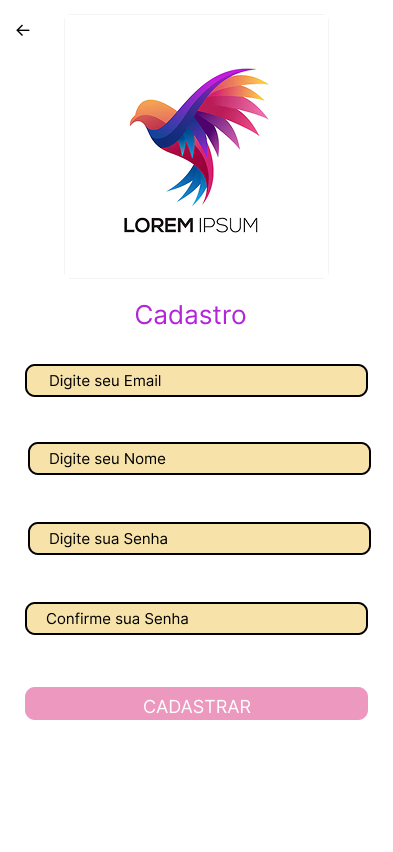 LOREM IPSUM
Cadastro
Digite seu Email
Digite seu Nome
Digite sua Senha
Confirme sua Senha
CADASTRAR